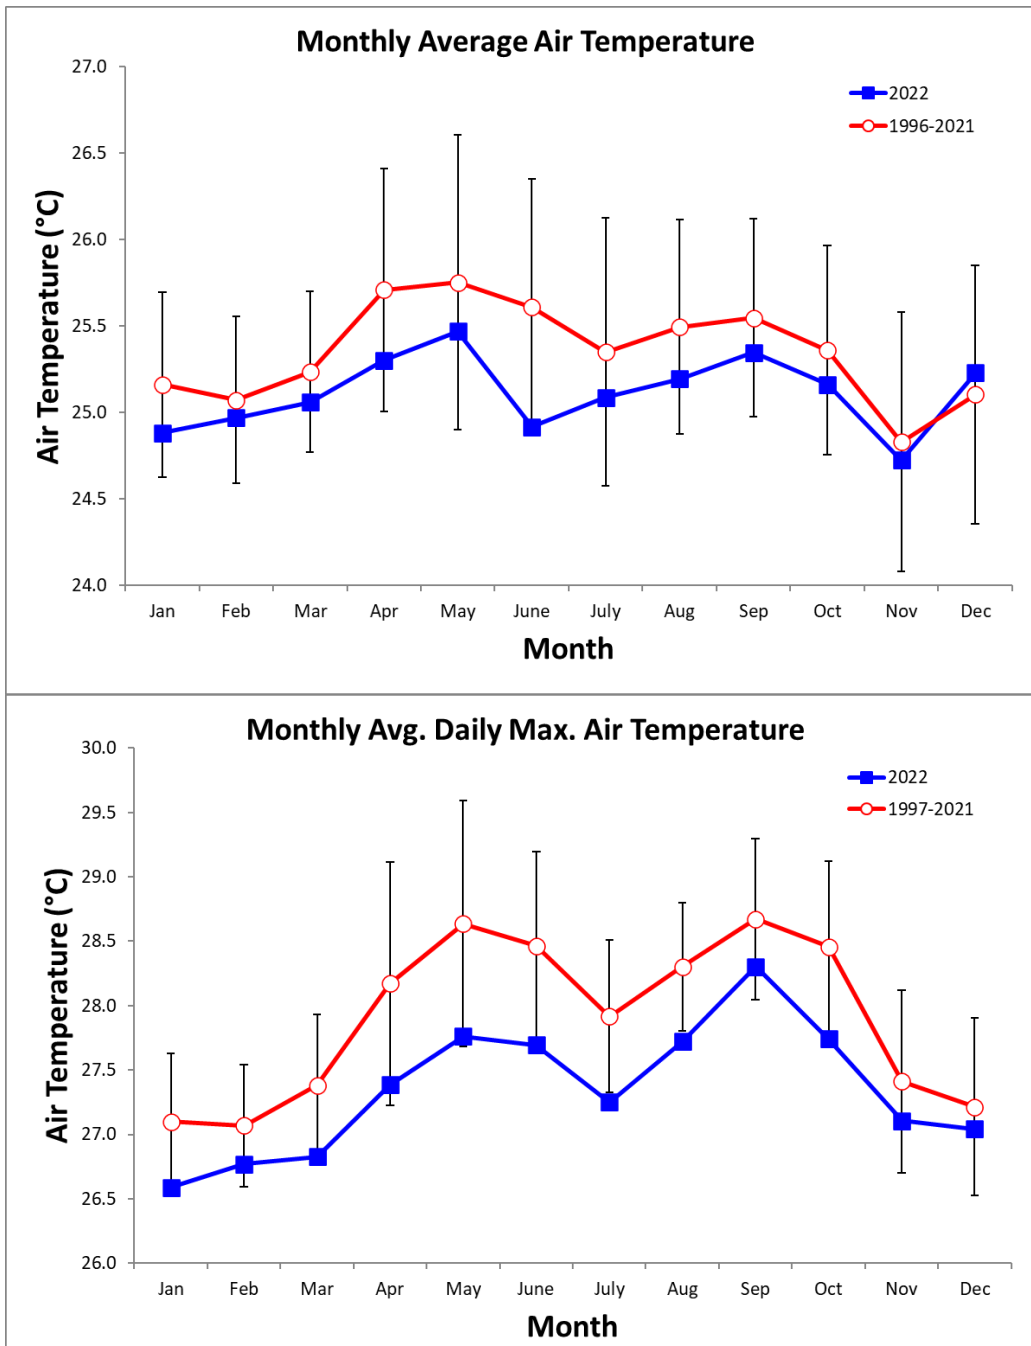 Monthly Average Air Temperature
27.0
2022
1996-2021
26.5
26.0
25.5
25.0
24.5
24.0
Air Temperature (°C)
Jan Feb Mar Apr May June July Aug Sep Oct Nov Dec
Month
Monthly Avg. Daily Max. Air Temperature
30.0
2022
1997-2021
29.5
29.0
28.5
28.0
27.5
27.0
26.5
26.0
Air Temperature (°C)
Jan Feb Mar Apr May June July Aug Sep Oct Nov Dec
Month